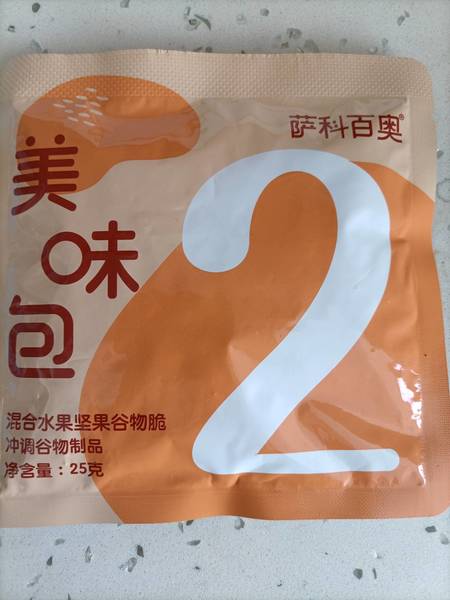 萨科百奥®
美味包
2
混合水果坚果谷物脆
冲调谷物制品
净含量：25克